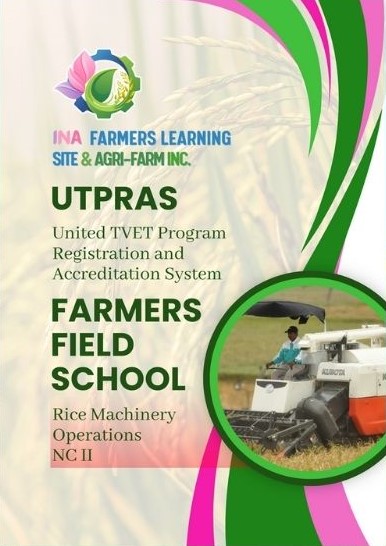 INA FARMERS LEARNING
SITE & AGRI-FARM INC.
UTPRAS
United TVET Program
Registration and
Accreditation System
FARMERS
FIELD
SCHOOL
Rice Machinery
Operations
NC II